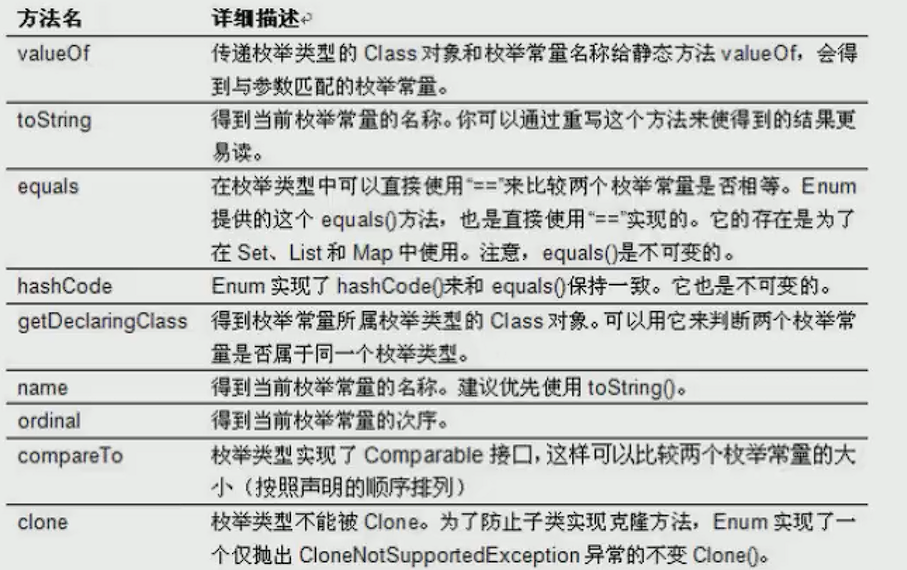 方法名 详细描述
valueOf 传递枚举类型的 Class 对象和枚举常量名称给静态方法 valueOf，会得
到与参数匹配的枚举常量。
toString 得到当前枚举常量的名称。你可以通过重写这个方法来使得到的结果更
易读。
equals 在枚举类型中可以直接使用“==”来比较两个枚举常量是否相等。Enum
提供的这个 equals()方法，也是直接使用“==”实现的。它的存在是为了
在 Set、List 和 Map 中使用。注意，equals()是不可变的。
hashCode Enum 实现了 hashCode()来和 equals()保持一致。它也是不可变的。
getDeclaringClass 得到枚举常量所属枚举类型的 Class 对象。可以用它来判断两个枚举常
量是否属于同一个枚举类型。
name 得到当前枚举常量的名称。建议优先使用 toString()。
ordinal 得到当前枚举常量的次序。
compareTo 枚举类型实现了 Comparable 接口，这样可以比较两个枚举常量的大
小（按照声明的顺序排列）
clone 枚举类型不能被 Clone。为了防止子类实现克隆方法，Enum 实现了一
个仅抛出 CloneNotSupportedException 异常的不变 Clone()。